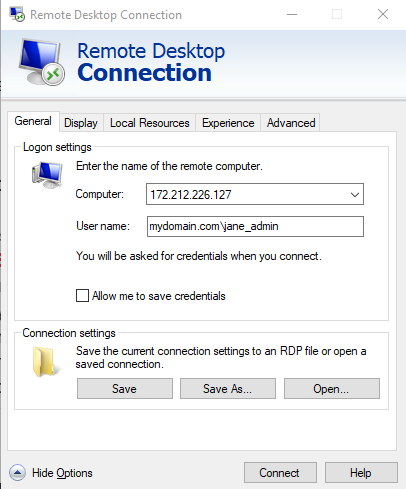 Remote Desktop Connection
Remote Desktop
Connection
General Display Local Resources Experience Advanced
Logon settings
Enter the name of the remote computer.
Computer: 172.212.226.127
User name: mydomain.com\jane_admin
You will be asked for credentials when you connect.
Allow me to save credentials
Connection settings
Save the current connection settings to an RDP file or open a
saved connection.
Save Save As... Open...
Hide Options Connect Help